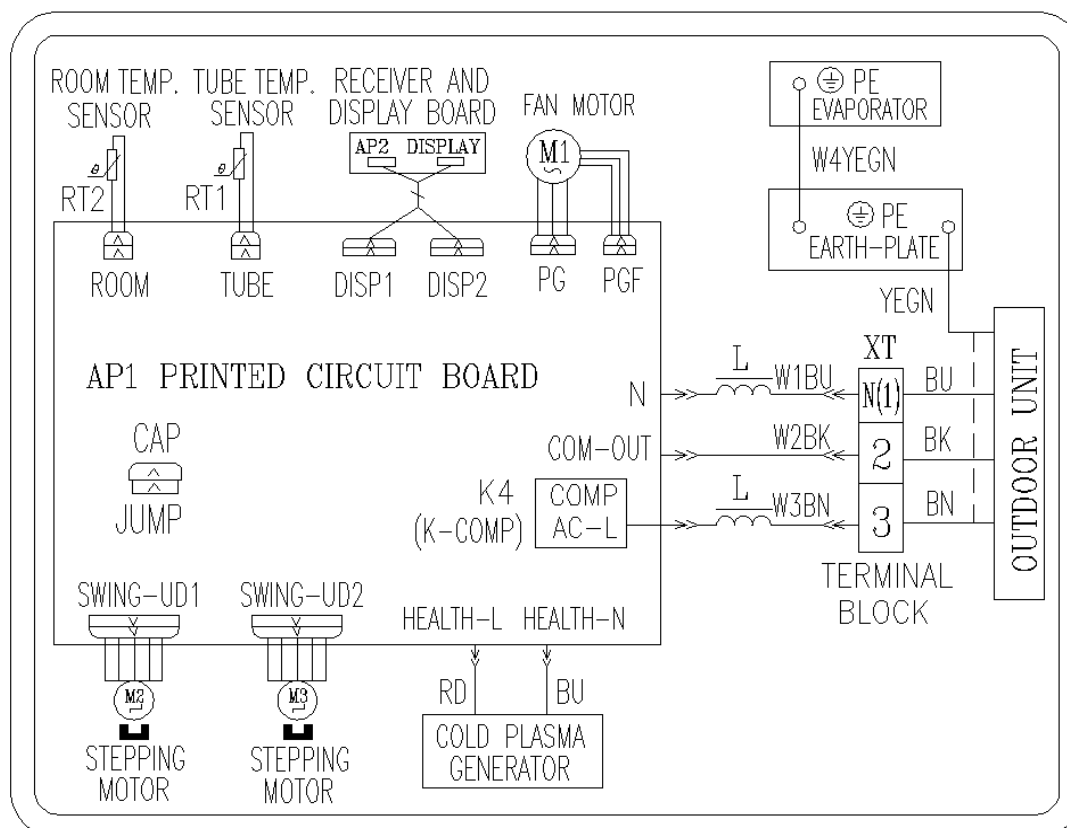 ROOM TEMP.
SENSOR
TUBE TEMP.
SENSOR
RECEIVER AND
DISPLAY BOARD
AP2 DISPLAY
FAN MOTOR
M1
PE
EVAPORATOR
W4YEGN
PE
EARTH-PLATE
YEGN
θ
RT2
θ
RT1
ROOM
TUBE
DISP1
DISP2
PG
PGF
AP1 PRINTED CIRCUIT BOARD
CAP
JUMP
N
L
W1BU
XT
N(1)
BU
COM-OUT
W2BK
2
BK
K4
(K-COMP)
COMP
AC-L
L
W3BN
3
BN
TERMINAL
BLOCK
OUTDOOR UNIT
SWING-UD1
SWING-UD2
HEALTH-L
HEALTH-N
M2
STEPPING
MOTOR
M3
STEPPING
MOTOR
RD
BU
COLD PLASMA
GENERATOR